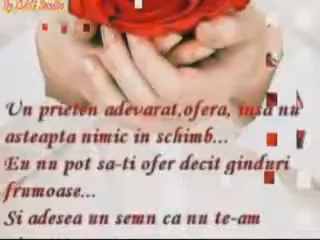 Un prieten adevarat,ofera, insa nu
asteapta nimic in schimb...
Eu nu pot sa-ti ofer decit ginduri
frumoase...
Si adesea un semn ca nu te-am